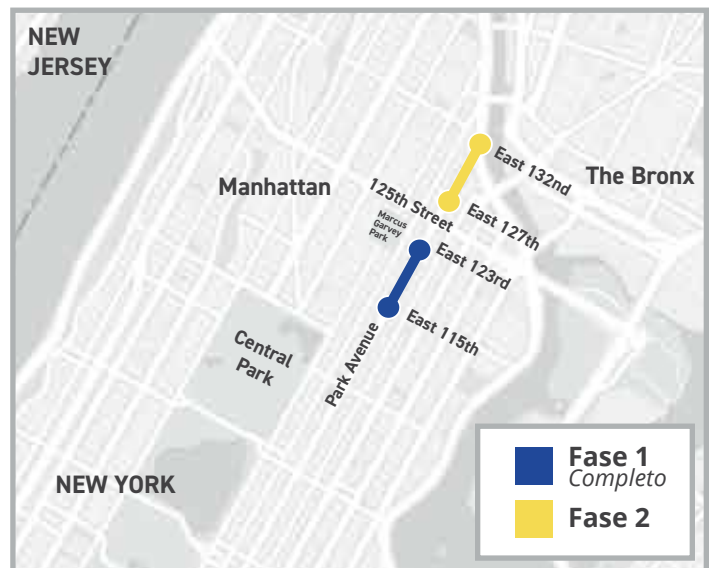 NEW
JERSEY
Manhattan
The Bronx
East 132nd
125th Street
East 127th
Marcus
Garvey
Park
East 123rd
East 115th
Park Avenue
Central
Park
NEW YORK
Fase 1
Completo
Fase 2